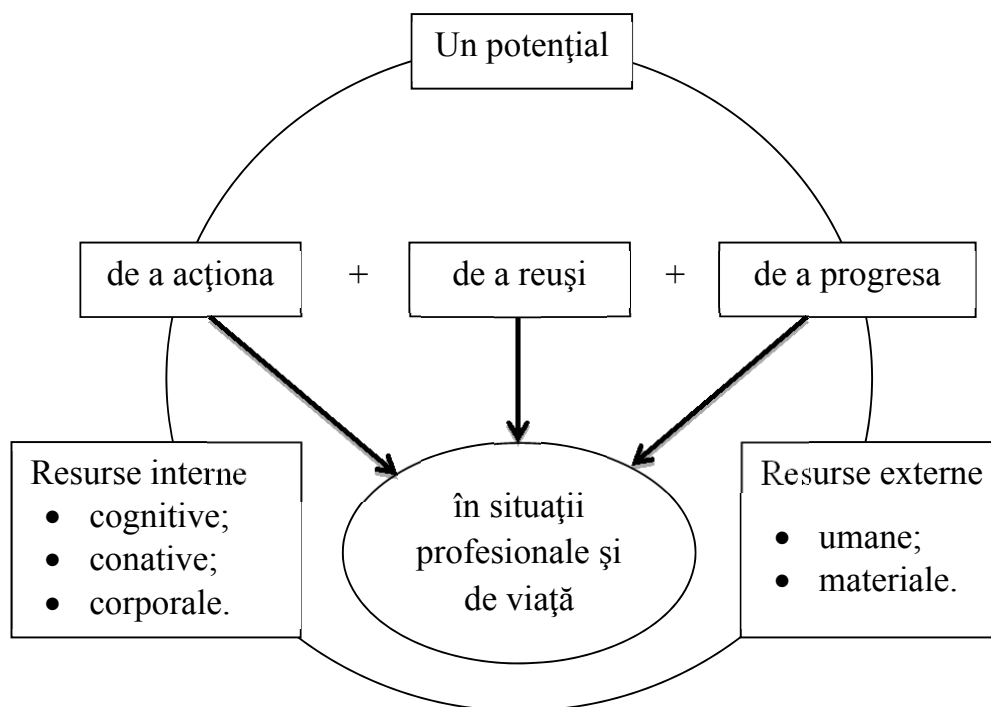 Un potenţial
de a acţiona + de a reuşi + de a progresa
Resurse interne
• cognitive;
• conative;
• corporale.
în situaţii
profesionale şi
de viaţă
Resurse externe
• umane;
• materiale.